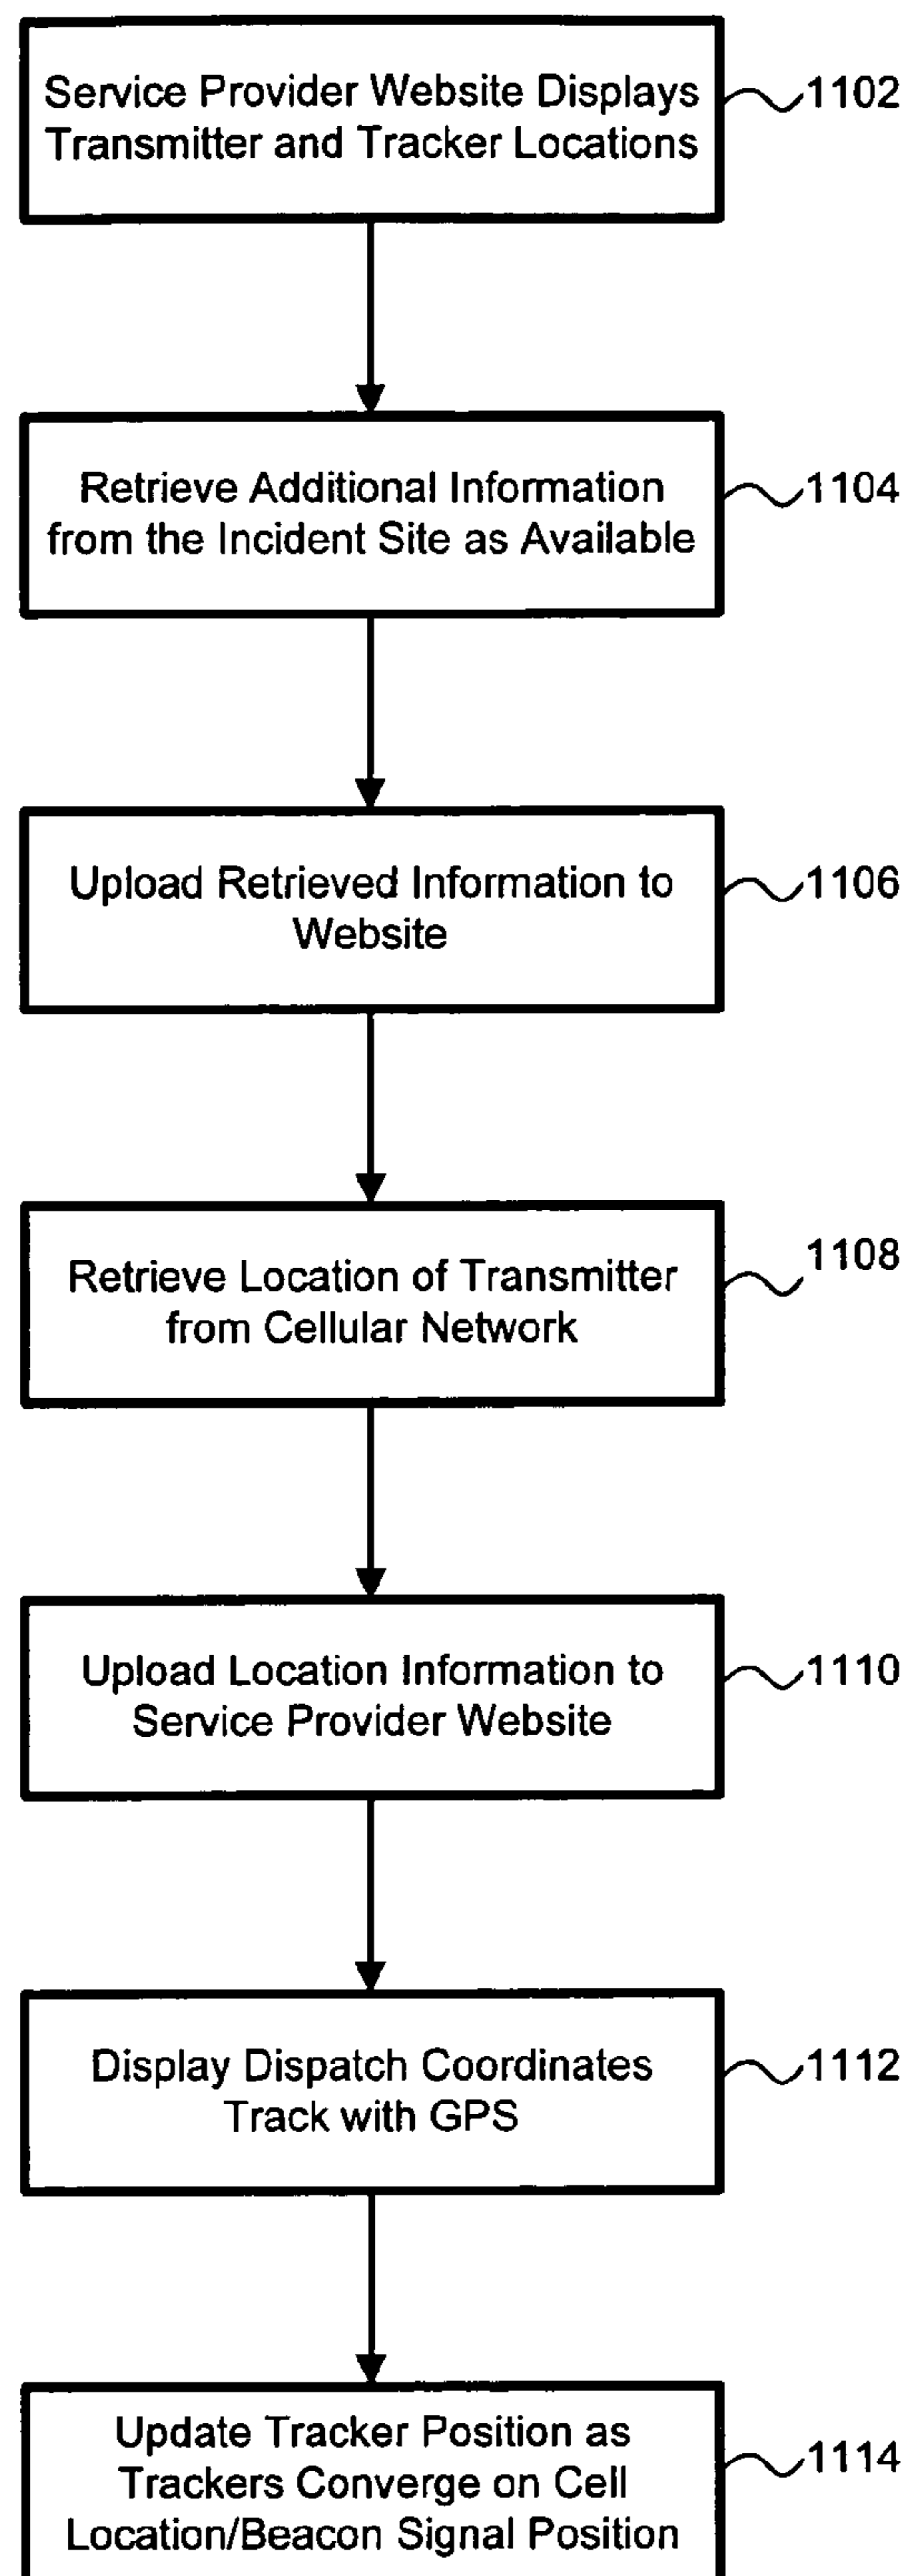 Service Provider Website Displays
Transmitter and Tracker Locations
1102
Retrieve Additional Information
from the Incident Site as Available
1104
Upload Retrieved Information to
Website
1106
Retrieve Location of Transmitter
from Cellular Network
1108
Upload Location Information to
Service Provider Website
1110
Display Dispatch Coordinates
Track with GPS
1112
Update Tracker Position as
Trackers Converge on Cell
Location/Beacon Signal Position
1114